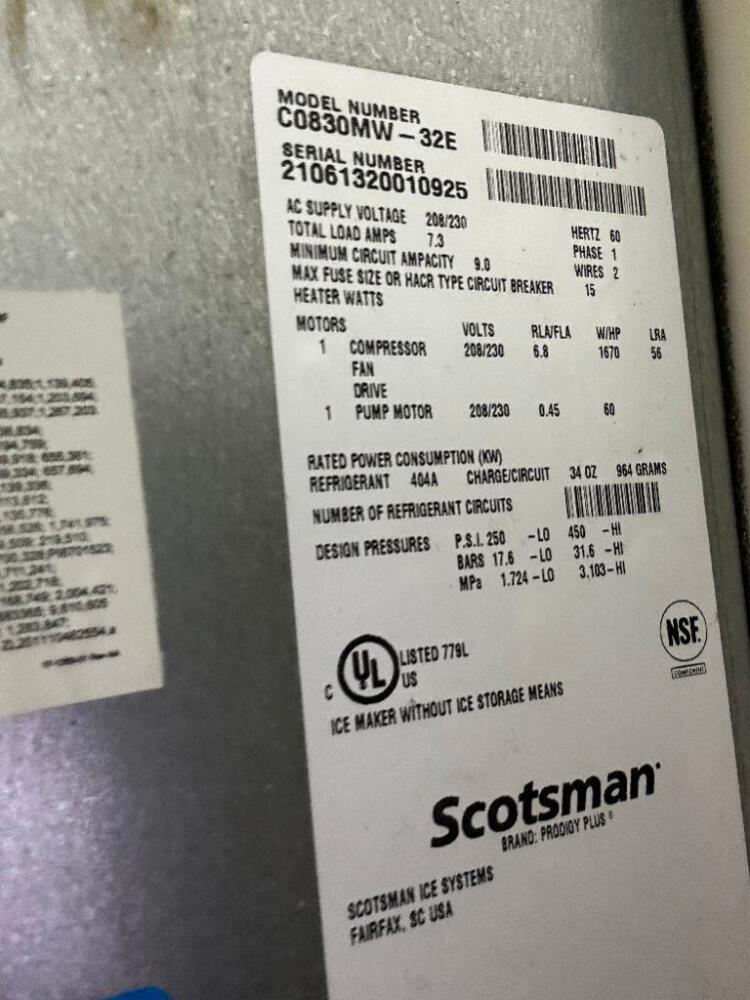 MODEL NUMBER
C0830MW-32E
SERIAL NUMBER
21061320010925
AC SUPPLY VOLTAGE 208/230 HERTZ 60
TOTAL LOAD AMPS 7.3 PHASE 1
MINIMUM CIRCUIT AMPACITY 9.0 WIRES 2
MAX FUSE SIZE OR HACR TYPE CIRCUIT BREAKER 15
HEATER WATTS
MOTORS VOLTS RLA/FLA W/HP LRA
1 COMPRESSOR 208/230 6.8 1670 56
FAN
DRIVE
1 PUMP MOTOR 208/230 0.45 60
RATED POWER CONSUMPTION (KW)
REFRIGERANT 404A CHARGE/CIRCUIT 34 OZ 964 GRAMS
NUMBER OF REFRIGERANT CIRCUITS
DESIGN PRESSURES P.S.I. 250 -LO 450 -HI
BARS 17.6 -LO 31.6 -HI
MPa 1.724-LO 3.103-HI
C UL US LISTED 779L
NSF.
COMPONENT
ICE MAKER WITHOUT ICE STORAGE MEANS
Scotsman
BRAND: PRODIGY PLUS ®
SCOTSMAN ICE SYSTEMS
FAIRFAX, SC USA